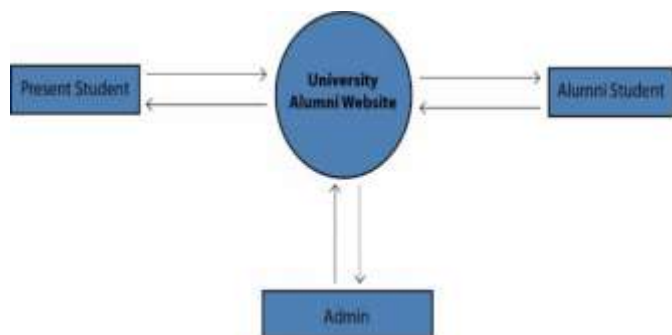 University
Alumni Website
Present Student
Alumni Student
Admin